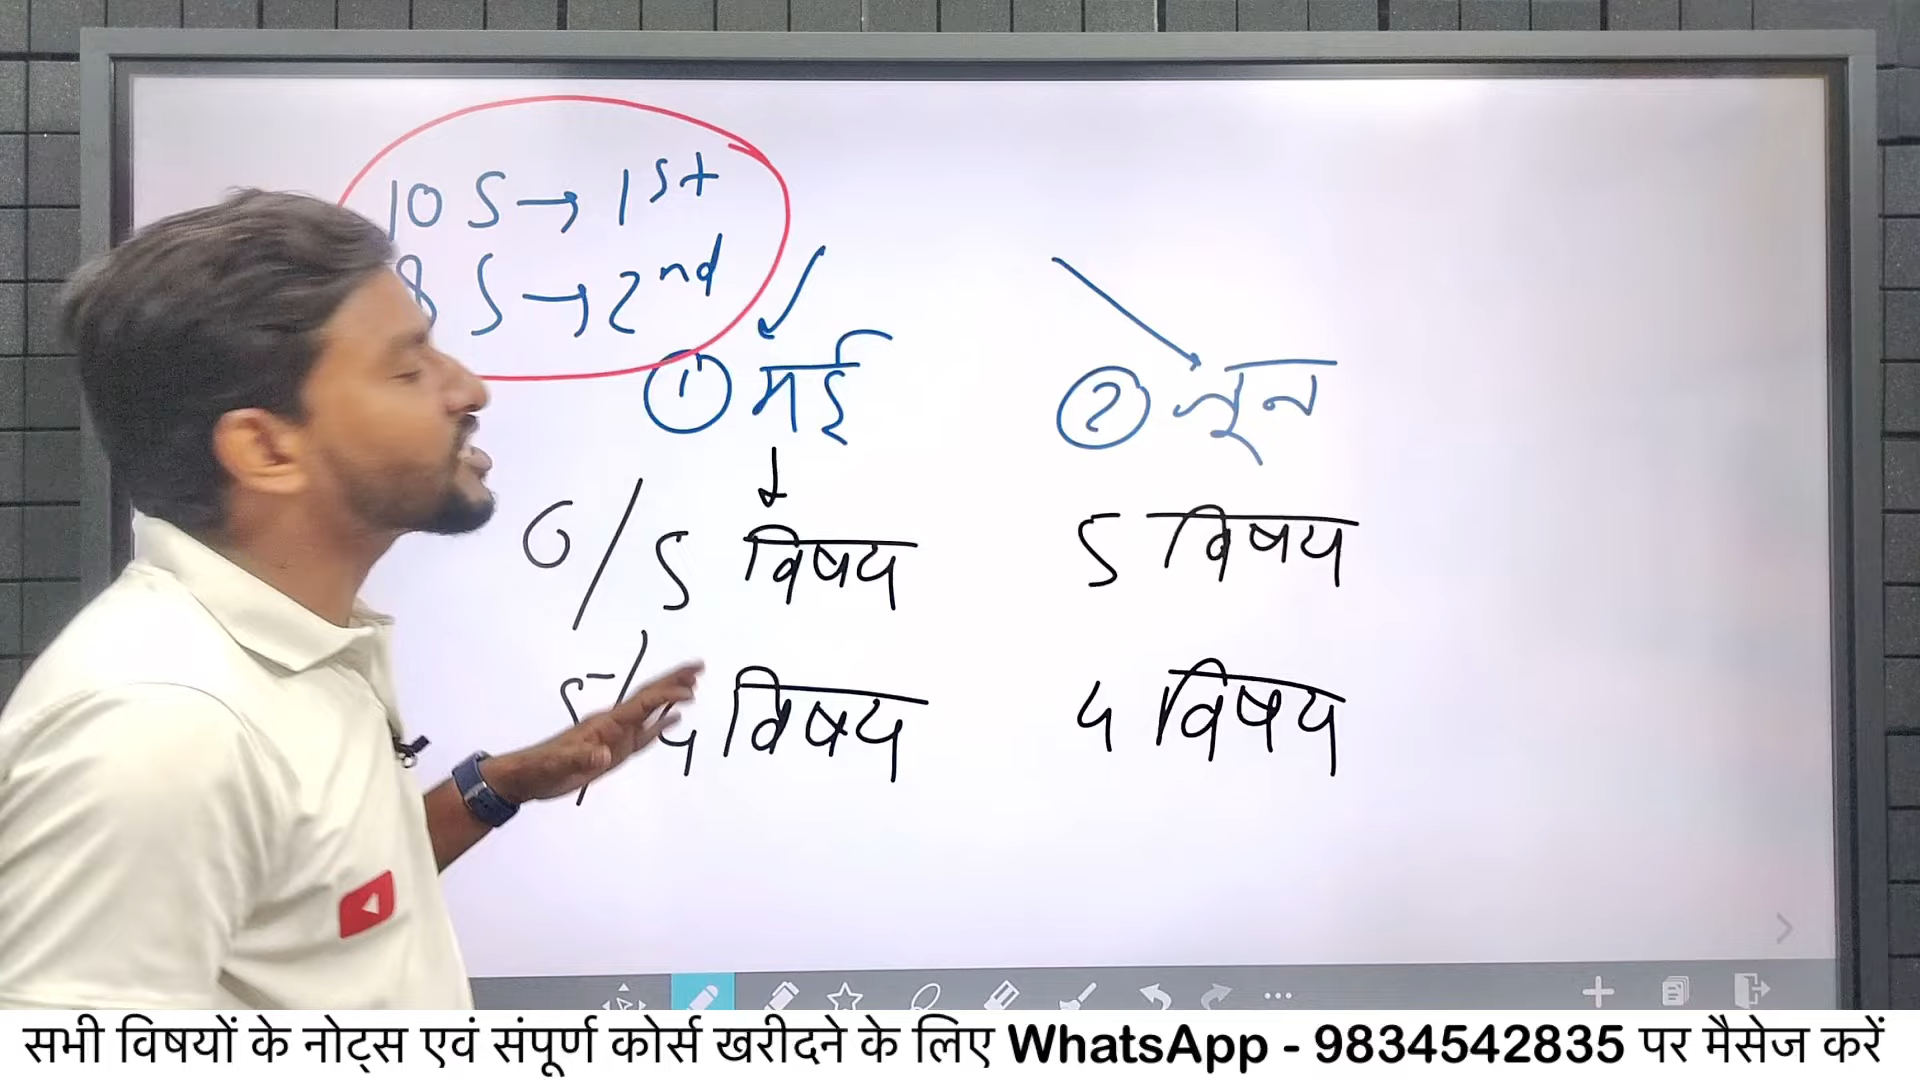 10 S → 1st
8 S → 2nd
① मई
② जून
6/5 विषय
5 विषय
5/4 विषय
4 विषय
सभी विषयों के नोट्स एवं संपूर्ण कोर्स खरीदने के लिए WhatsApp - 9834542835 पर मैसेज करें